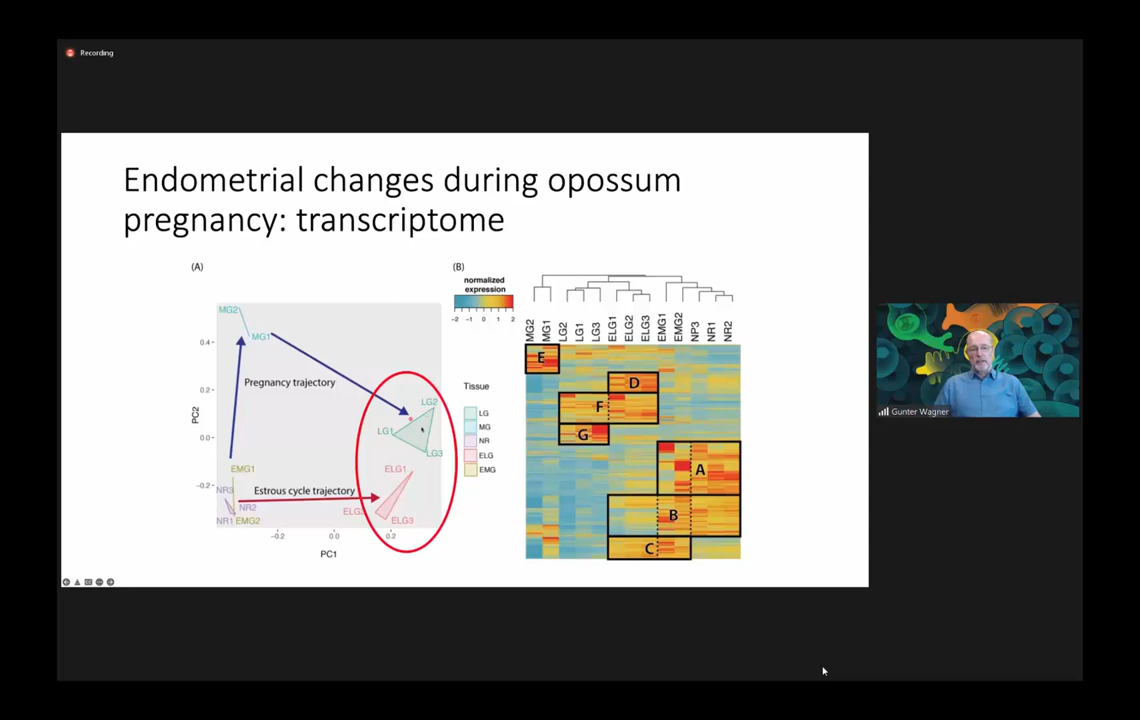 Recording
Endometrial changes during opossum
pregnancy: transcriptome
(A)
MG2
MG1
0.4
Pregnancy trajectory
0.2
PC2
LG2
0.0
LG1
LG3
EMG1
ELG1
−0.2
NR3
Estrous cycle trajectory
NR2
ELG2
NR1
EMG2
ELG3
−0.2
0.0
0.2
PC1
Tissue
LG
MG
NR
ELG
EMG
(B)
normalized
expression
−2 −1 0 1 2
MG2 MG1 LG2 LG1 LG3 ELG1 ELG2 ELG3 EMG1 EMG2 NP3 NR1 NR2
E
D
F
G
A
B
C
Gunter Wagner